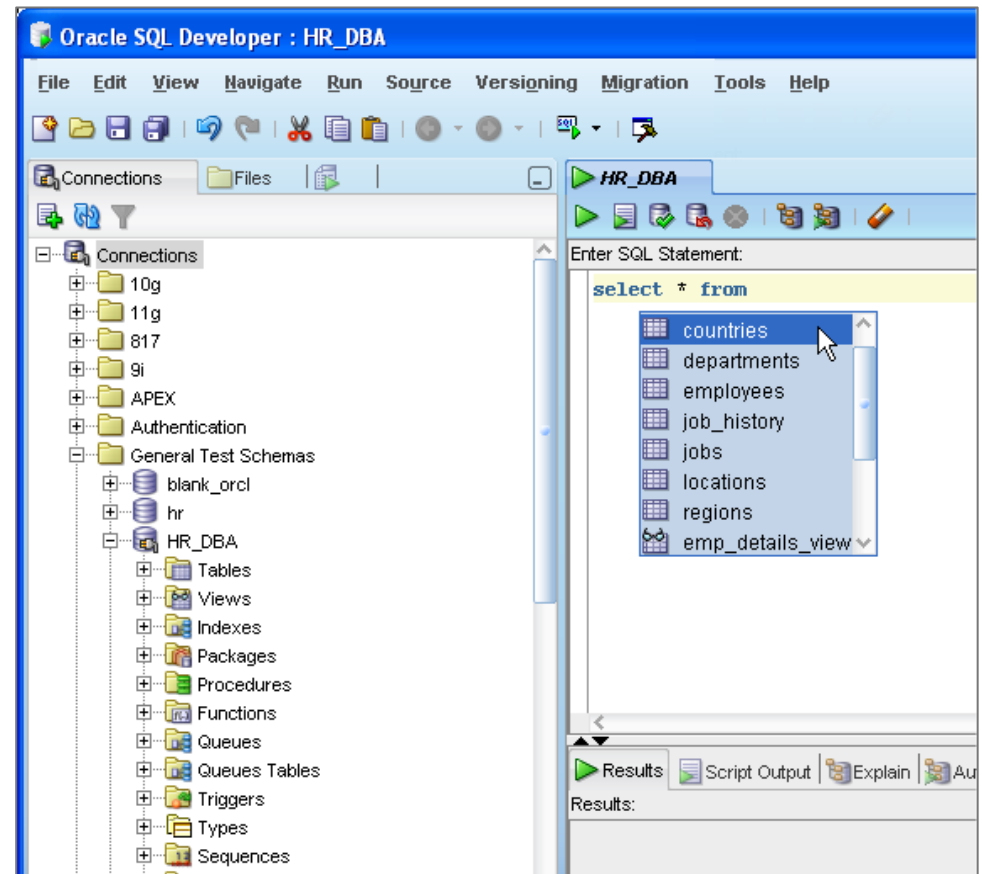 Oracle SQL Developer : HR_DBA
File Edit View Navigate Run Source Versioning Migration Tools Help
Connections Files
HR_DBA
Connections
10g
11g
817
9i
APEX
Authentication
General Test Schemas
blank_orcl
hr
HR_DBA
Tables
Views
Indexes
Packages
Procedures
Functions
Queues
Queues Tables
Triggers
Types
Sequences
Enter SQL Statement:
select * from
countries
departments
employees
job_history
jobs
locations
regions
emp_details_view
Results Script Output Explain Au
Results: